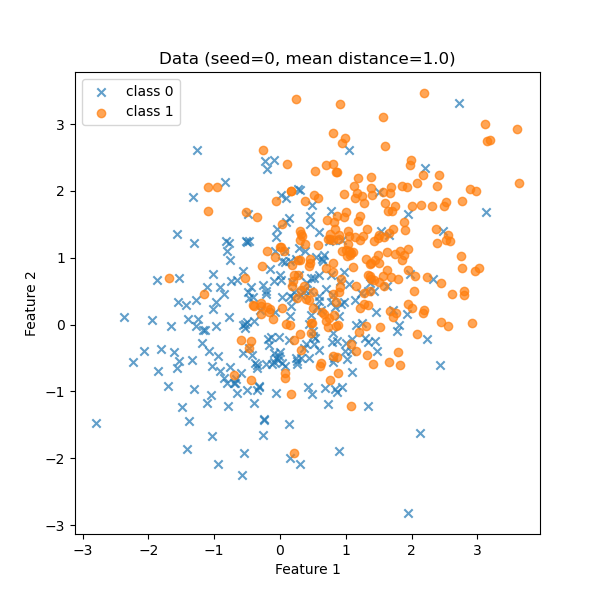 Data (seed=0, mean distance=1.0)
class 0
class 1
Feature 2
3
2
1
0
−1
−2
−3
−3
−2
−1
0
1
2
3
Feature 1